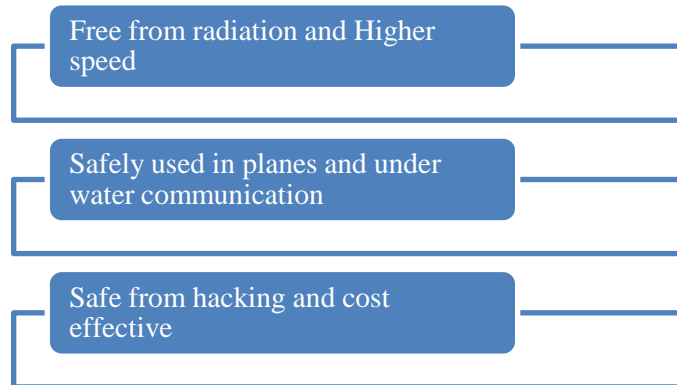 Free from radiation and Higher
speed
Safely used in planes and under
water communication
Safe from hacking and cost
effective